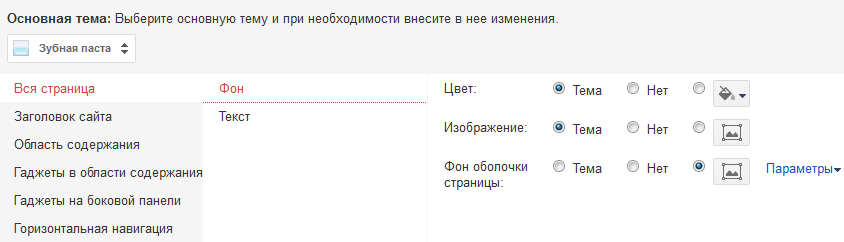 Основная тема: Выберите основную тему и при необходимости внесите в нее изменения.
Зубная паста
Вся страница
Заголовок сайта
Область содержания
Гаджеты в области содержания
Гаджеты на боковой панели
Горизонтальная навигация
Фон
Текст
Цвет: Тема Нет
Изображение: Тема Нет
Фон оболочки
страницы: Тема Нет Параметры